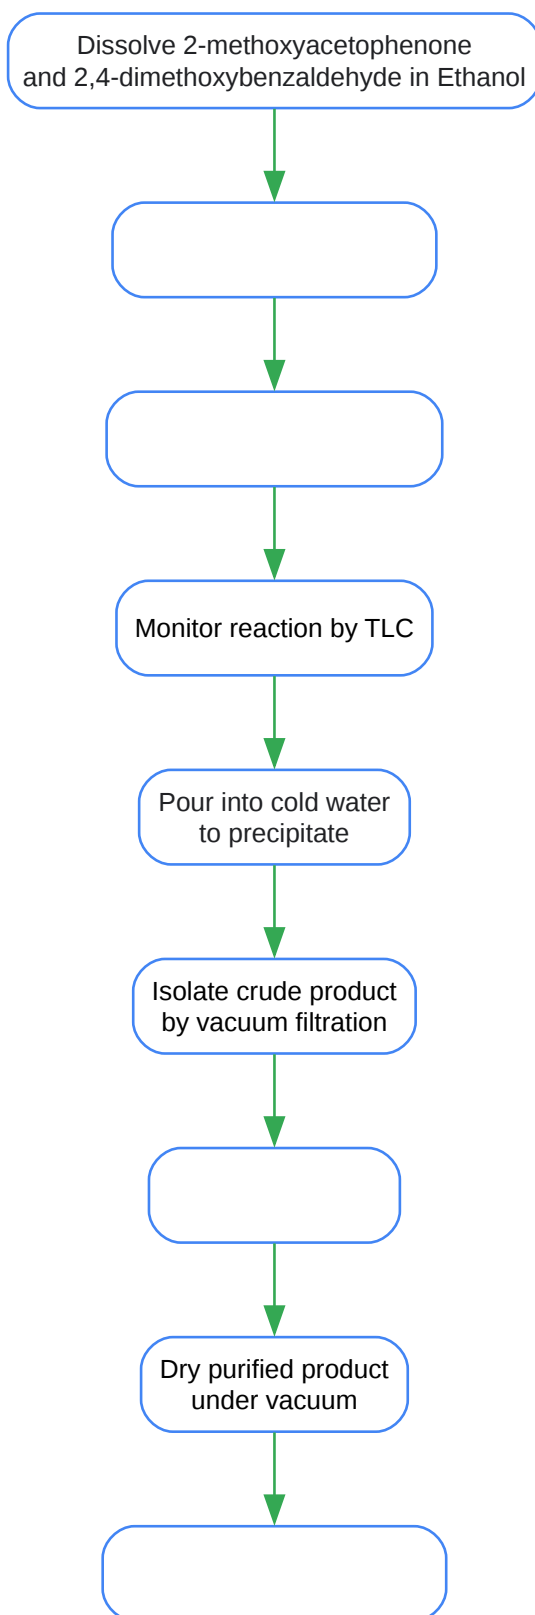 Dissolve 2-methoxyacetophenone
and 2,4-dimethoxybenzaldehyde in Ethanol
Monitor reaction by TLC
Pour into cold water
to precipitate
Isolate crude product
by vacuum filtration
Dry purified product
under vacuum